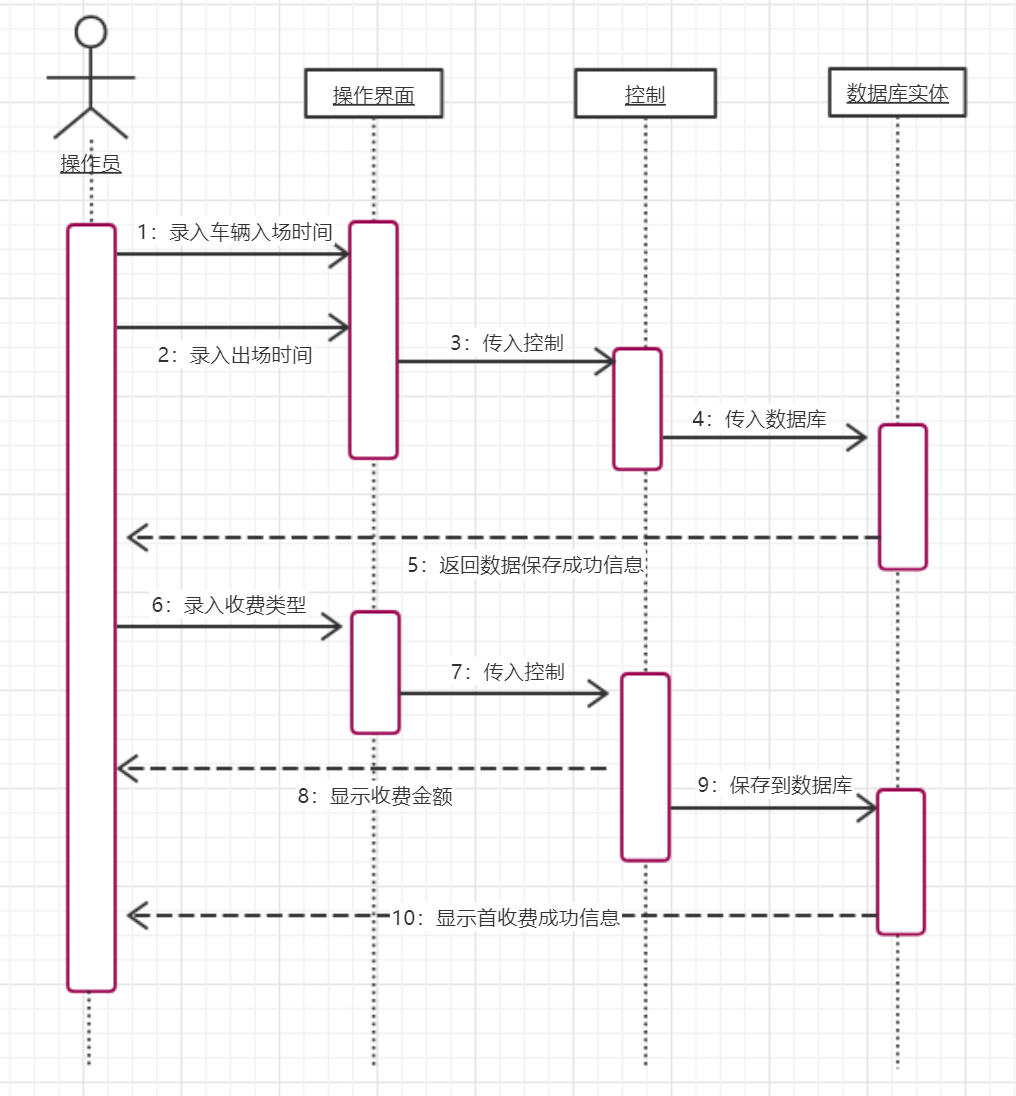 操作员
操作界面
控制
数据库实体
1：录入车辆入场时间
2：录入出场时间
3：传入控制
4：传入数据库
5：返回数据保存成功信息
6：录入收费类型
7：传入控制
8：显示收费金额
9：保存到数据库
10：显示首收费成功信息